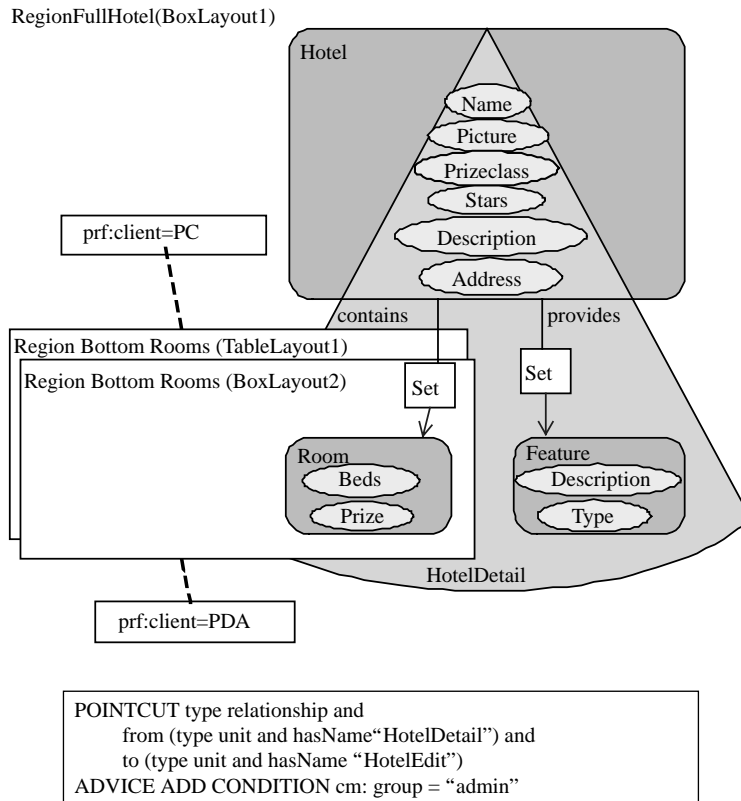 RegionFullHotel(BoxLayout1)
Hotel
Name
Picture
Prizeclass
Stars
Description
Address
prf:client=PC
contains
provides
Region Bottom Rooms (TableLayout1)
Region Bottom Rooms (BoxLayout2)
Set
Set
Room
Beds
Prize
Feature
Description
Type
HotelDetail
prf:client=PDA
POINTCUT type relationship and
from (type unit and hasName“HotelDetail”) and
to (type unit and hasName “HotelEdit”)
ADVICE ADD CONDITION cm: group = “admin”